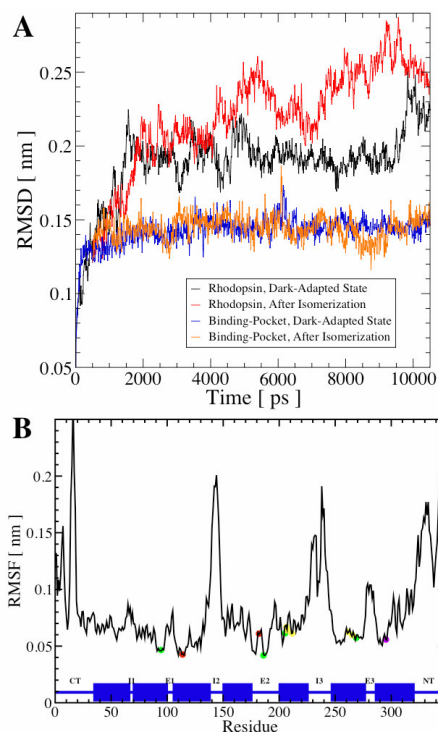 A
RMSD [ nm ]
0.25
0.2
0.15
0.1
0.05
Rhodopsin, Dark-Adapted State
Rhodopsin, After Isomerization
Binding-Pocket, Dark-Adapted State
Binding-Pocket, After Isomerization
0 2000 4000 6000 8000 10000
Time [ ps ]
B
RMSF [ nm ]
0.2
0.15
0.1
0.05
0
CT I1 E1 I2 E2 I3 E3 NT
0 50 100 150 200 250 300
Residue